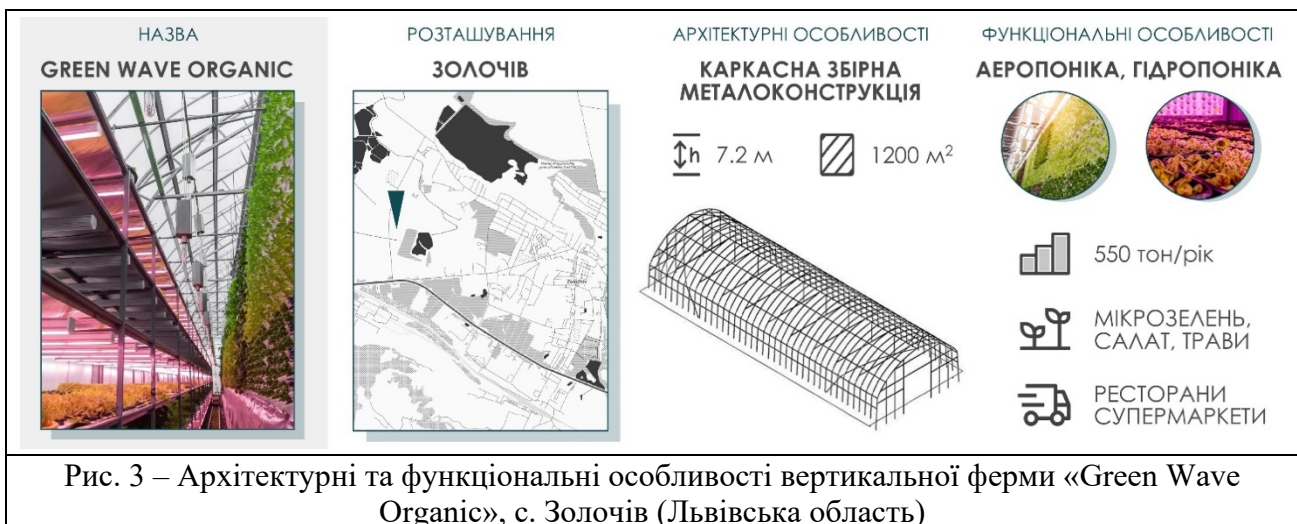 НАЗВА
GREEN WAVE ORGANIC
РОЗТАШУВАННЯ
ЗОЛОЧІВ
АРХІТЕКТУРНІ ОСОБЛИВОСТІ
КАРКАСНА ЗБІРНА
МЕТАЛОКОНСТРУКЦІЯ
h 7.2 м
1200 м²
ФУНКЦІОНАЛЬНІ ОСОБЛИВОСТІ
АЕРОПОНІКА, ГІДРОПОНІКА
550 тон/рік
МІКРОЗЕЛЕНЬ,
САЛАТ, ТРАВИ
РЕСТОРАНИ
СУПЕРМАРКЕТИ
Рис. 3 – Архітектурні та функціональні особливості вертикальної ферми «Green Wave
Organic», с. Золочів (Львівська область)